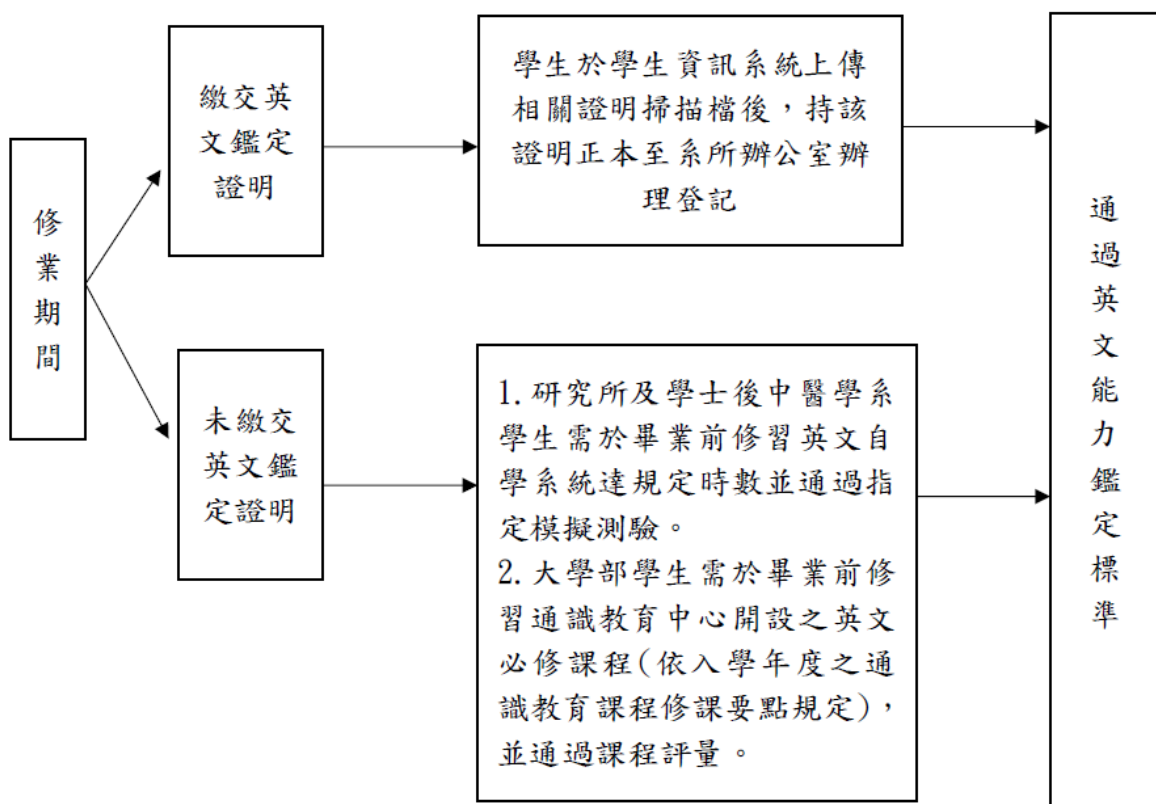 修
業
期
間
繳交英
文鑑定
證明
學生於學生資訊系統上傳
相關證明掃描檔後，持該
證明正本至系所辦公室辦
理登記
未繳交
英文鑑
定證明
1.研究所及學士後中醫學系
學生需於畢業前修習英文自
學系統達規定時數並通過指
定模擬測驗。
2.大學部學生需於畢業前修
習通識教育中心開設之英文
必修課程(依入學年度之通
識教育課程修課要點規定)，
並通過課程評量。
通
過
英
文
能
力
鑑
定
標
準